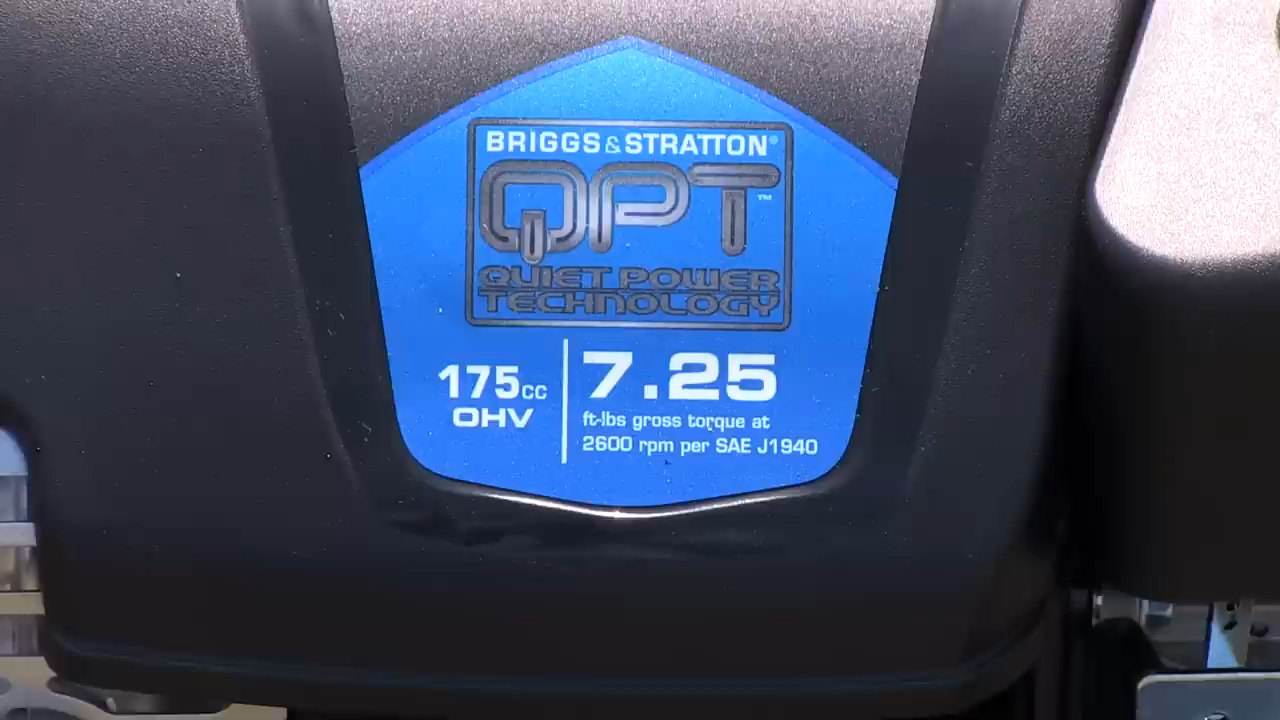 BRIGGS & STRATTON®
QPT™
QUIET POWER
TECHNOLOGY
175cc
OHV
7.25
ft-lbs gross torque at
2600 rpm per SAE J1940